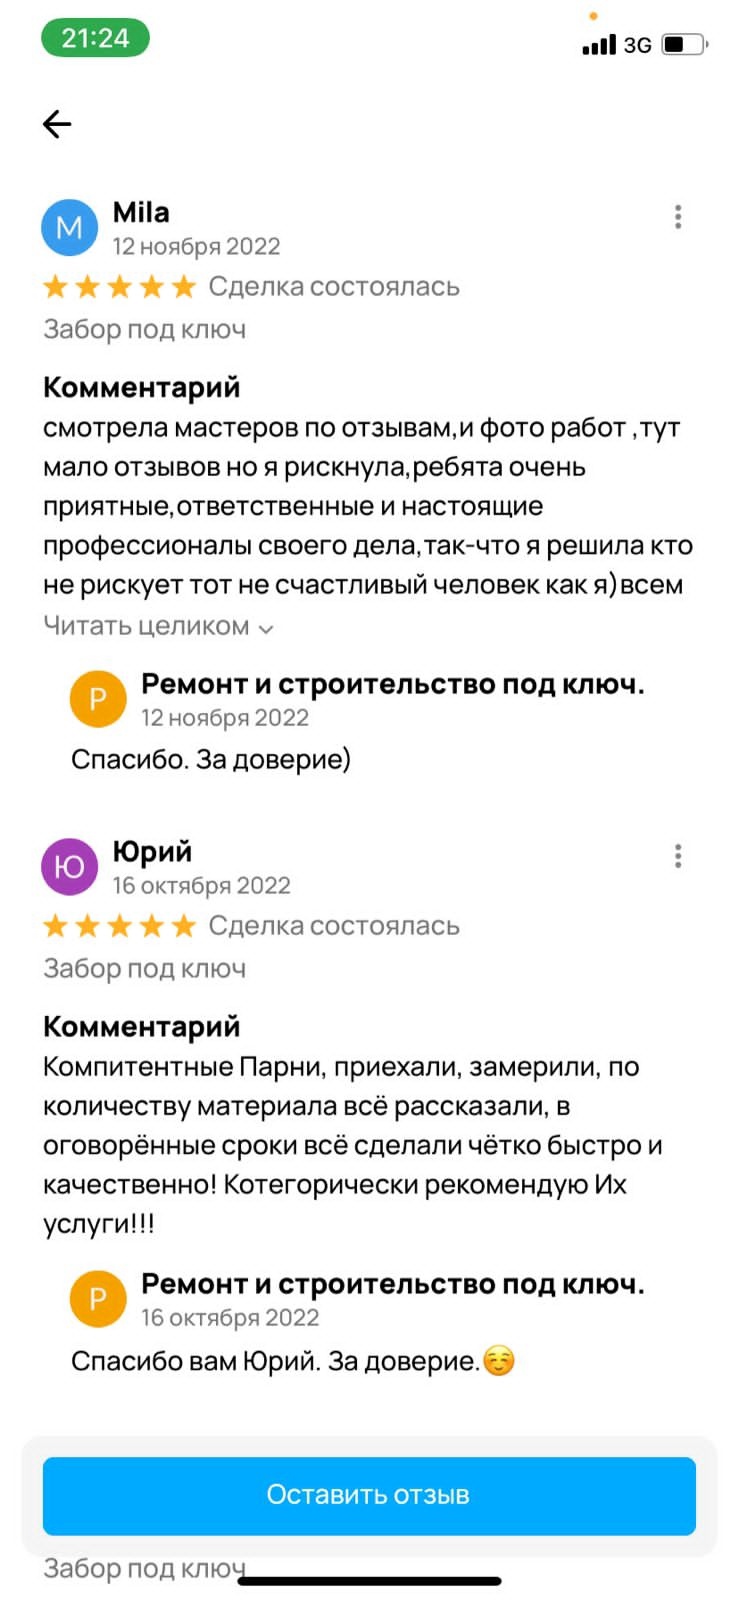 21:24
3G
M
Mila
12 ноября 2022
Сделка состоялась
Забор под ключ
Комментарий
смотрела мастеров по отзывам,и фото работ ,тут
мало отзывов но я рискнула,ребята очень
приятные,ответственные и настоящие
профессионалы своего дела,так-что я решила кто
не рискует тот не счастливый человек как я)всем
Читать целиком
Р
Ремонт и строительство под ключ.
12 ноября 2022
Спасибо. За доверие)
Ю
Юрий
16 октября 2022
Сделка состоялась
Забор под ключ
Комментарий
Компитентные Парни, приехали, замерили, по
количеству материала всё рассказали, в
оговорённые сроки всё сделали чётко быстро и
качественно! Котегорически рекомендую Их
услуги!!!
Р
Ремонт и строительство под ключ.
16 октября 2022
Спасибо вам Юрий. За доверие.☺️
Оставить отзыв
Забор под ключ